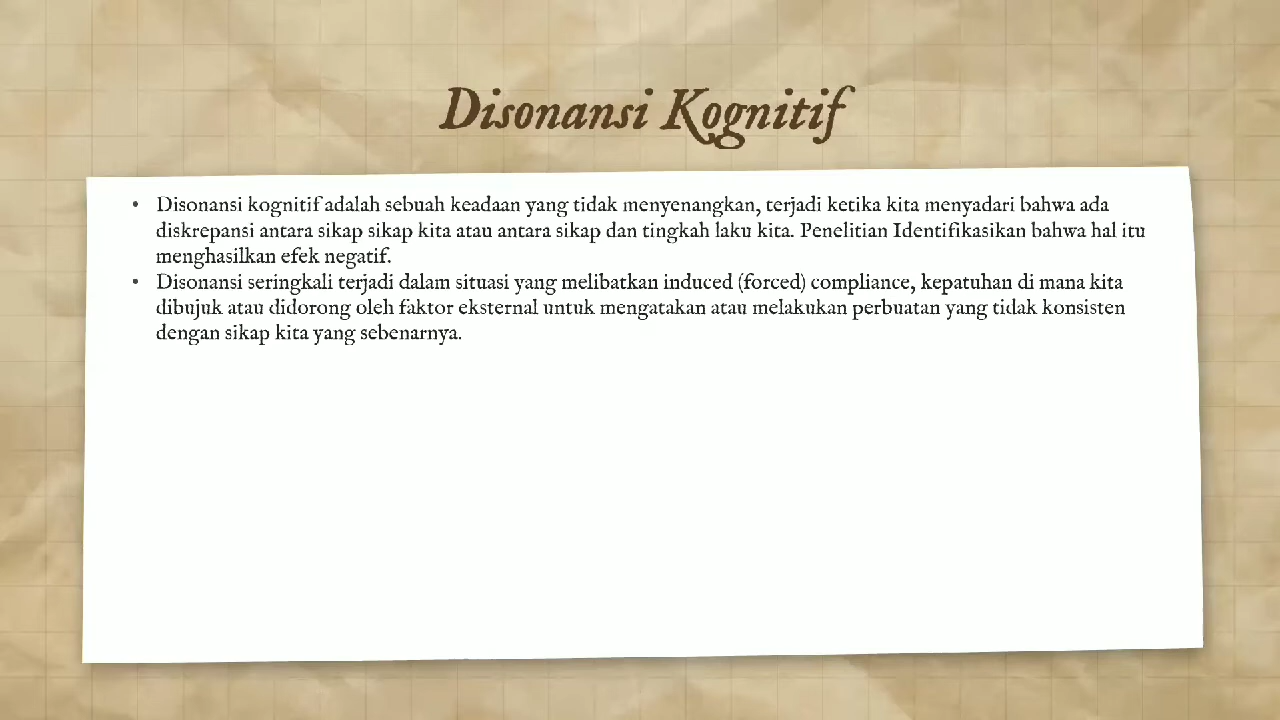 Disonansi Kognitif
• Disonansi kognitif adalah sebuah keadaan yang tidak menyenangkan, terjadi ketika kita menyadari bahwa ada
diskrepansi antara sikap sikap kita atau antara sikap dan tingkah laku kita. Penelitian Identifikasikan bahwa hal itu
menghasilkan efek negatif.
• Disonansi seringkali terjadi dalam situasi yang melibatkan induced (forced) compliance, kepatuhan di mana kita
dibujuk atau didorong oleh faktor eksternal untuk mengatakan atau melakukan perbuatan yang tidak konsisten
dengan sikap kita yang sebenarnya.